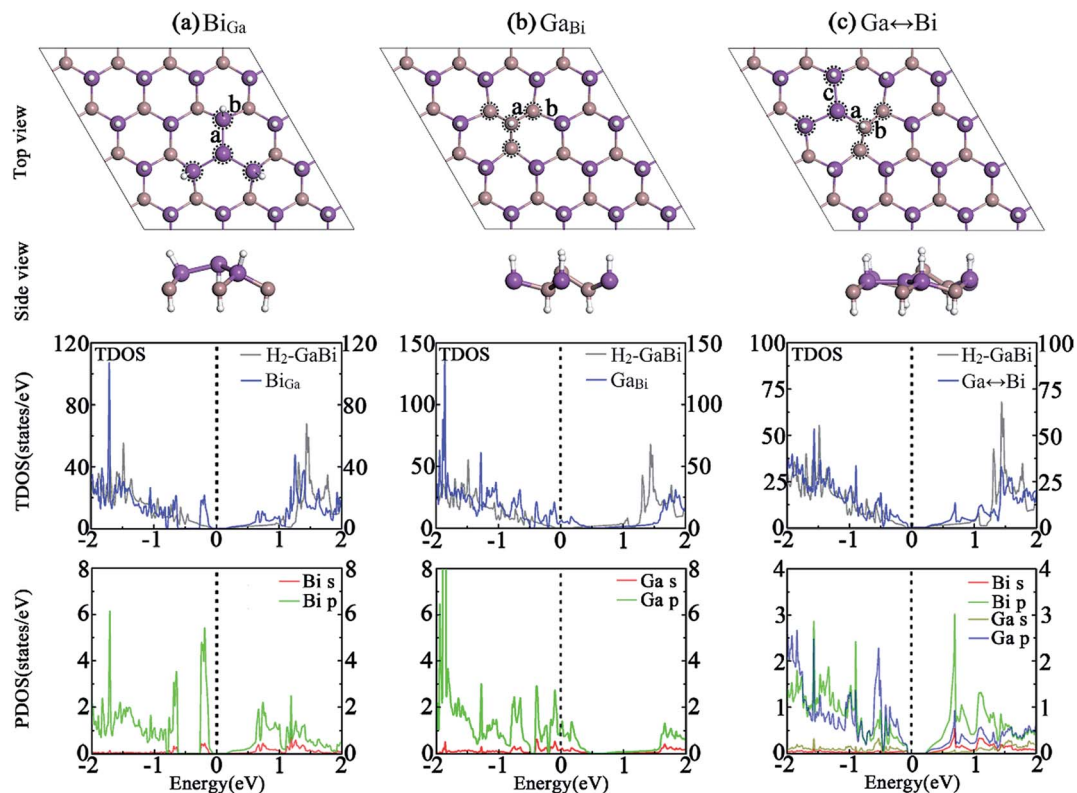 (a) Bi_Ga
(b) Ga_Bi
(c) Ga↔Bi
Top view
b
a
a
b
c
a
b
Side view
TDOS(states/eV)
120
80
40
0
TDOS
H₂-GaBi
Bi_Ga
120
80
40
0
-2
-1
0
1
2
150
100
50
0
TDOS
H₂-GaBi
Ga_Bi
150
100
50
0
-2
-1
0
1
2
100
75
50
25
0
TDOS
H₂-GaBi
Ga↔Bi
100
80
60
40
20
0
-2
-1
0
1
2
PDOS(states/eV)
8
6
4
2
0
Bi s
Bi p
8
6
4
2
0
-2
-1
0
1
2
Energy(eV)
8
6
4
2
0
Ga s
Ga p
8
6
4
2
0
-2
-1
0
1
2
Energy(eV)
4
3
2
1
0
Bi s
Bi p
Ga s
Ga p
4
3
2
1
0
-2
-1
0
1
2
Energy(eV)